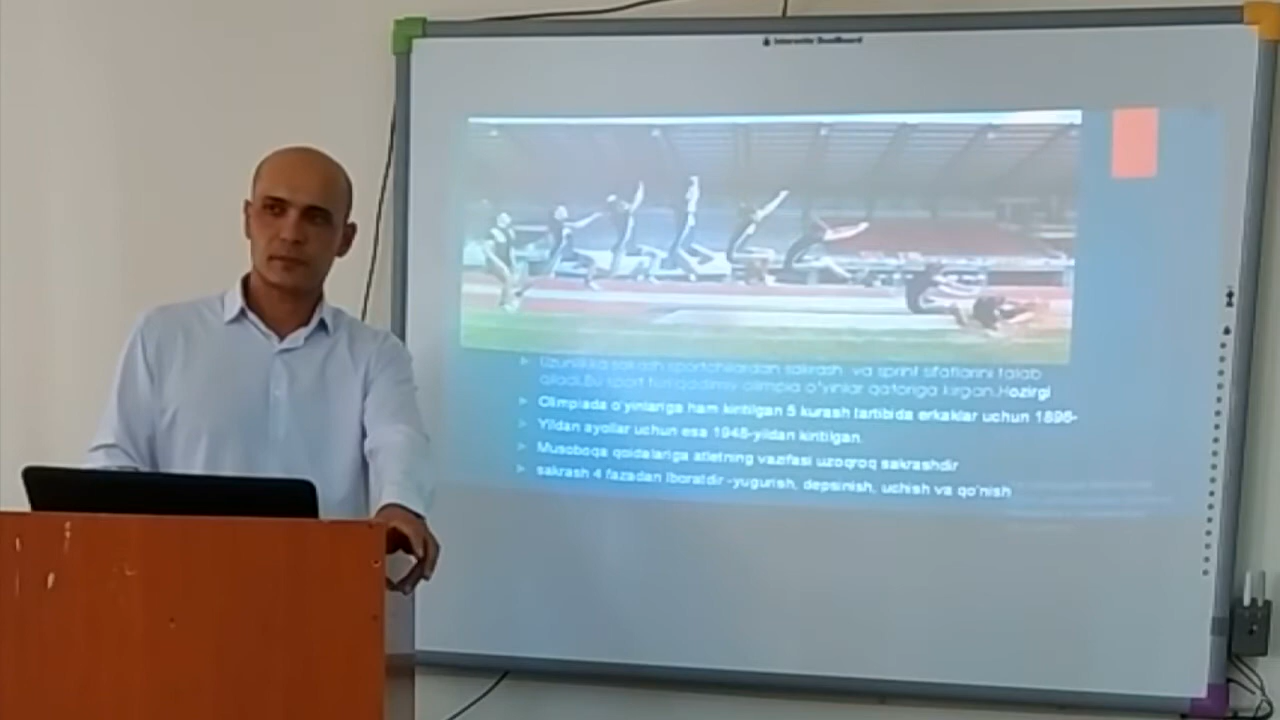 Interactive DualBoard
Uzunlikka sakrash sportchilardan sakrash va sprint sifatlarini talab
qiladi.Bu sport turi qadimiy olimpia o'yinlar qatoriga kirgan.Hozirgi
Olimpiada o'yinlariga ham kiritilgan 5 kurash tartibida erkaklar uchun 1896-
Yildan ayollar uchun esa 1948-yildan kiritilgan.
Musoboqa qoidalariga atletning vazifasi uzoqroq sakrashdir
sakrash 4 fazadan iboratdir -yugurish, depsinish, uchish va qo'nish